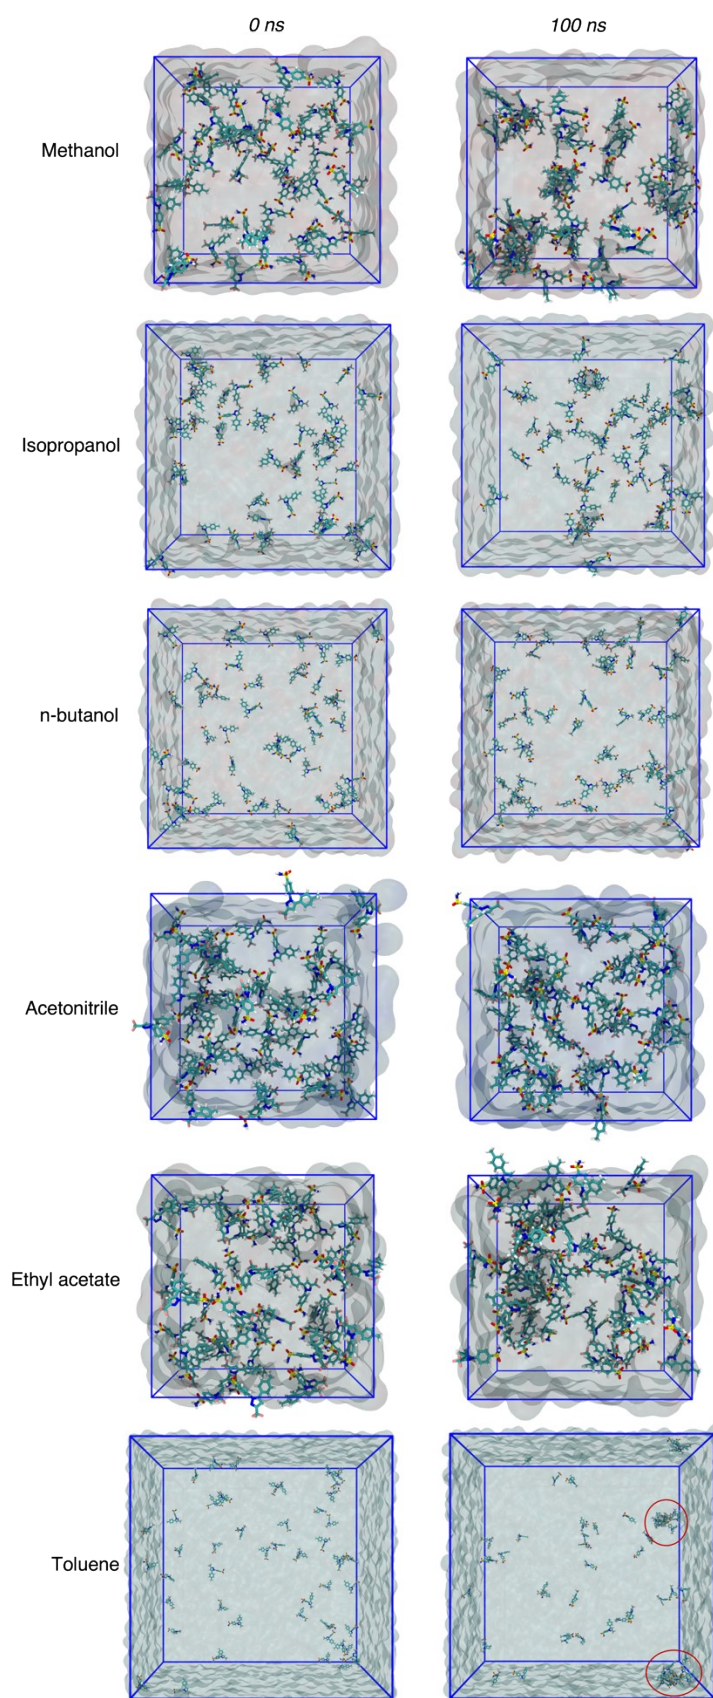 0 ns
100 ns
Methanol
Isopropanol
n-butanol
Acetonitrile
Ethyl acetate
Toluene